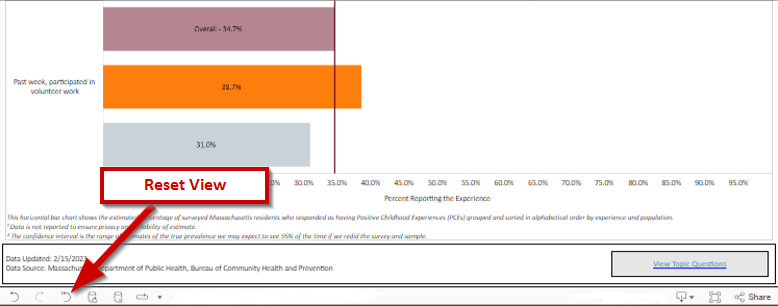 Overall - 34.7%
Past week, participated in
volunteer work
38.7%
31.0%
Reset View
0.0% 30.0% 35.0% 40.0% 45.0% 50.0% 55.0% 60.0% 65.0% 70.0% 75.0% 80.0% 85.0% 90.0% 95.0%
Percent Reporting the Experience
This horizontal bar chart shows the estimated percentage of surveyed Massachusetts residents who responded as having Positive Childhood Experiences (PCEs) grouped and sorted in alphabetical order by experience and population.
Data is not reported to ensure privacy and of estimate.
The confidence interval is the range of estimates of the true prevalence we may expect to see 95% of the time if we redid the survey and sample.
Data Updated: 2/15/2023
Data Source: Massachusetts Department of Public Health, Bureau of Community Health and Prevention
View Topic Questions
Share